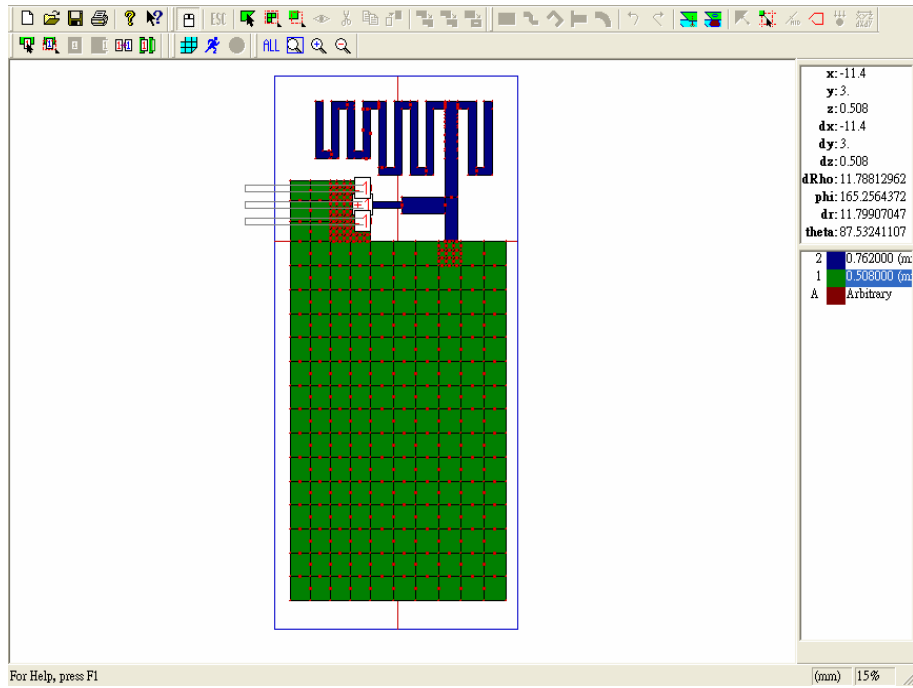 ESC
ALL
x:-11.4
y:3.
z:0.508
dx:-11.4
dy:3.
dz:0.508
dRho:11.78812962
phi:165.2564372
dr:11.79907047
theta:87.53241107
2 0.762000 (m
1 0.508000 (m
A Arbitrary
For Help, press F1
(mm) 15%